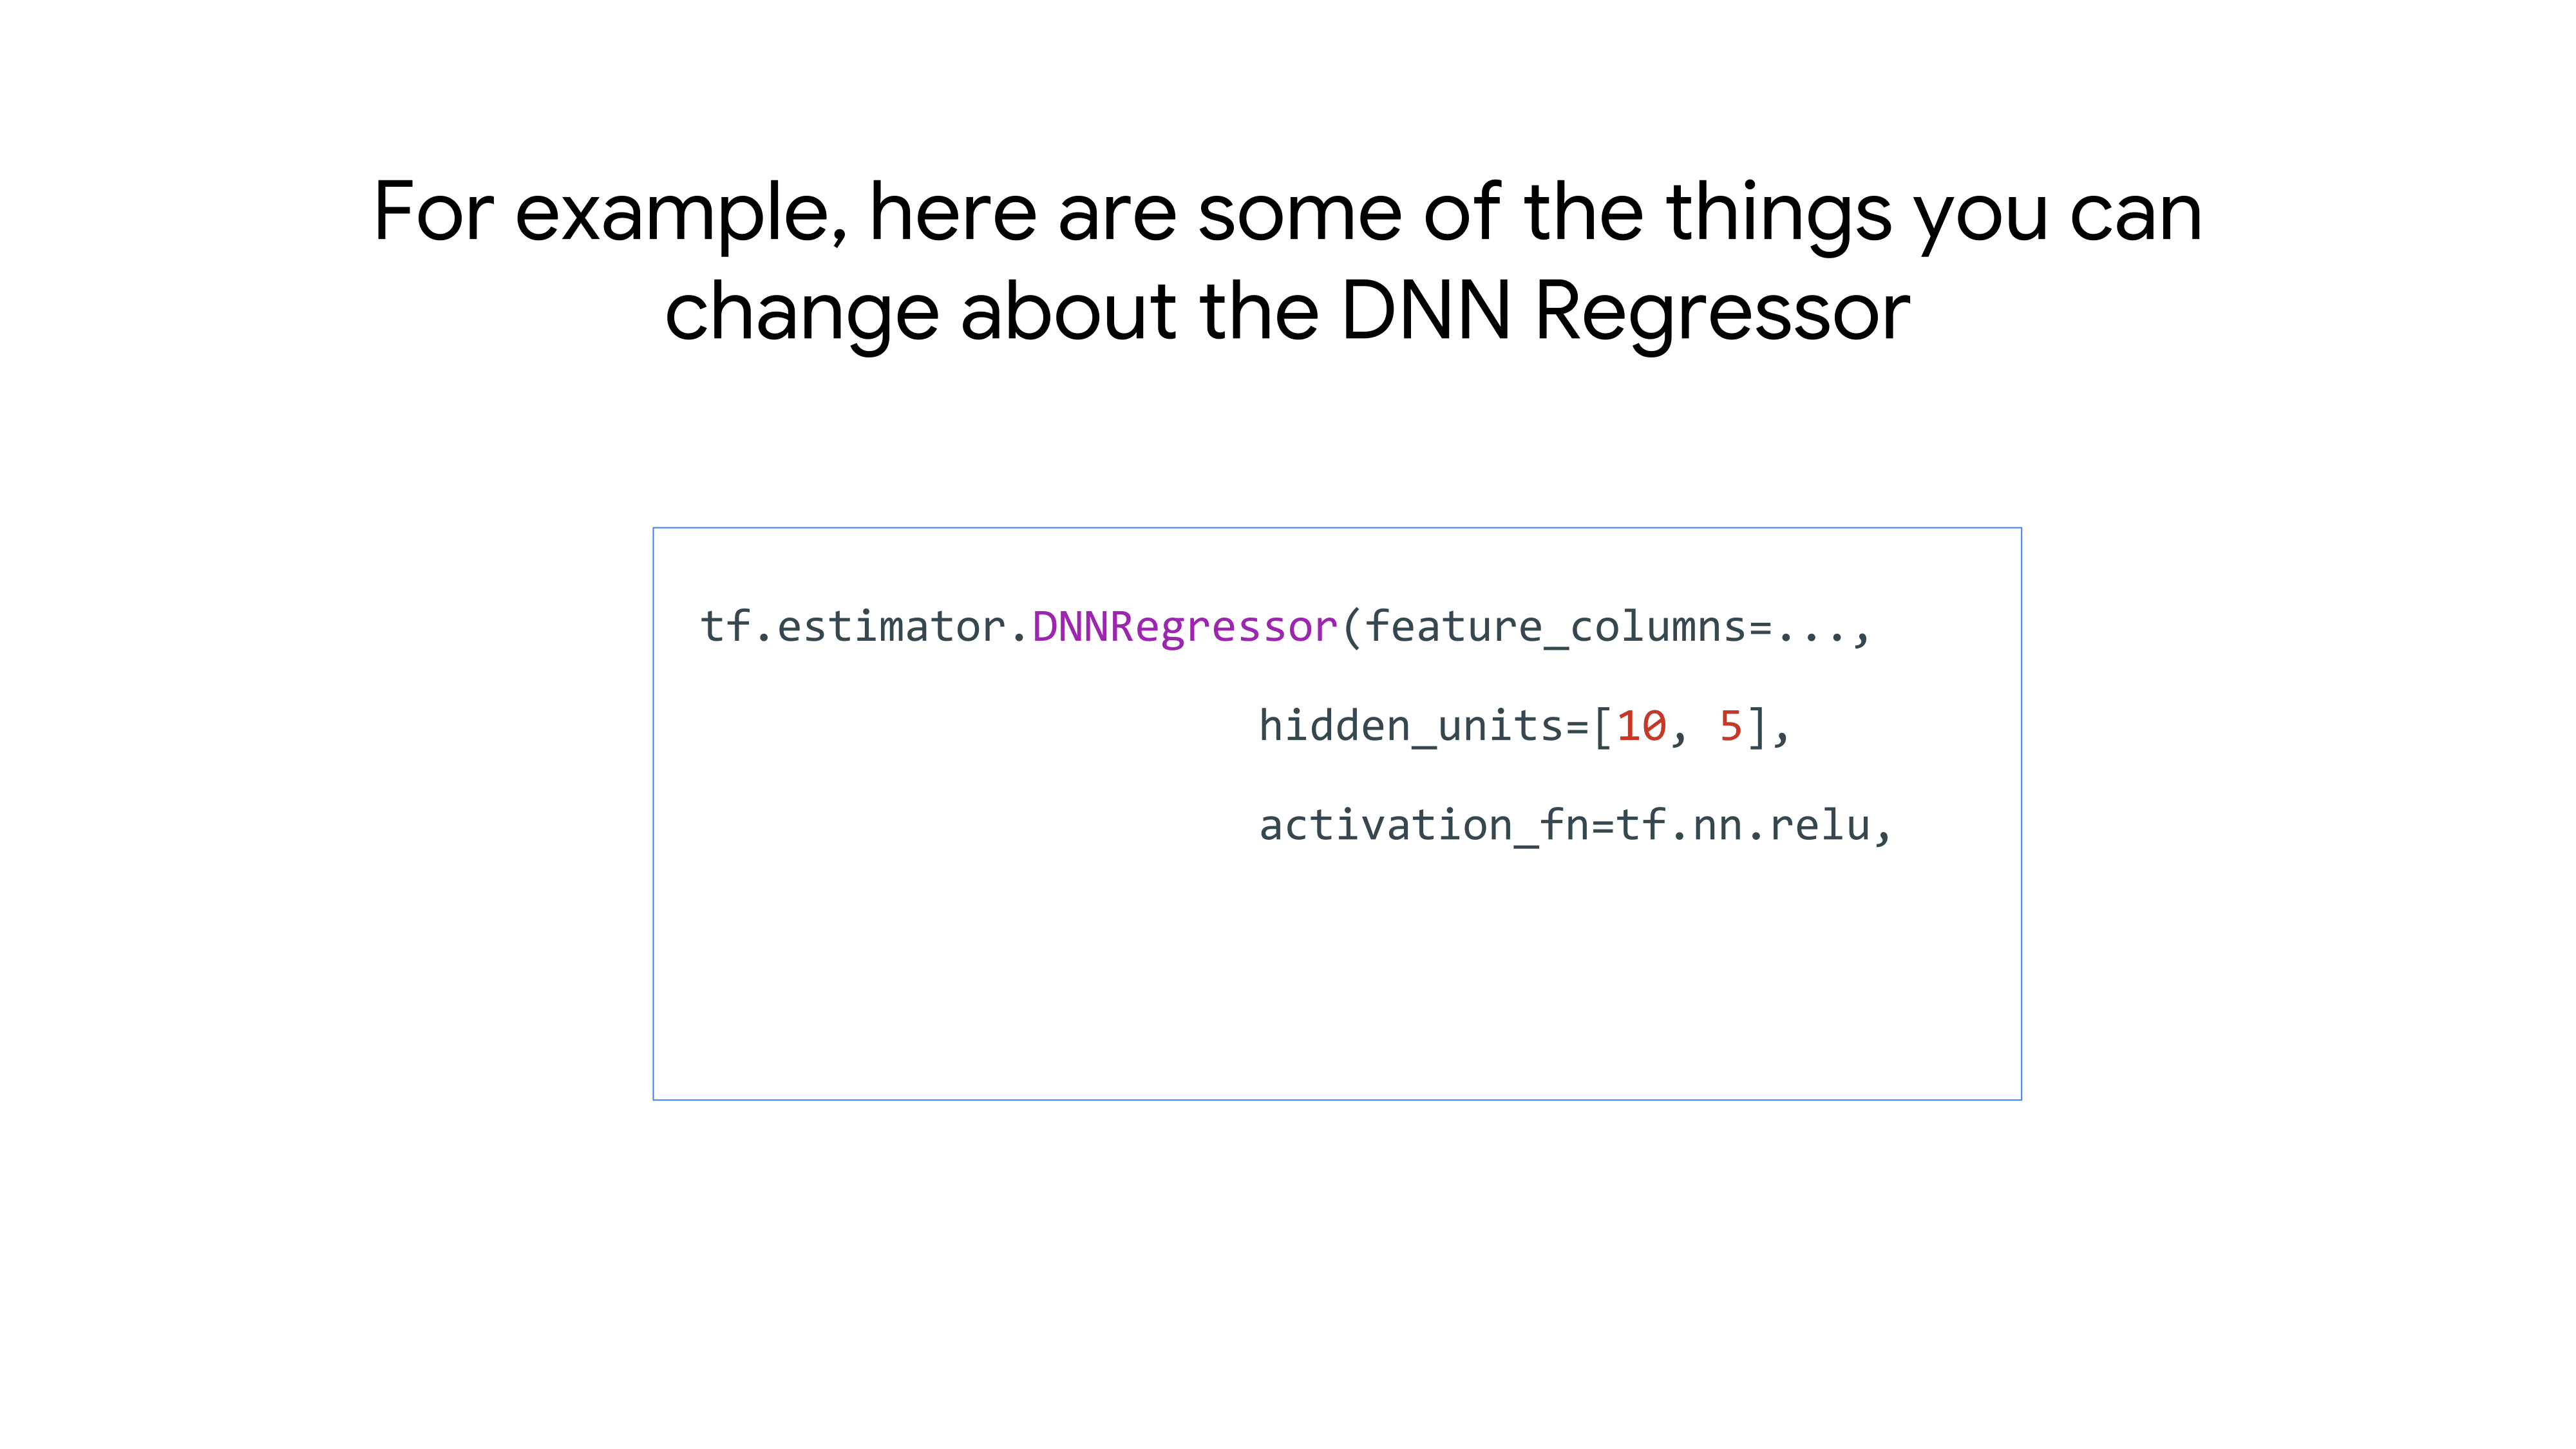 For example, here are some of the things you can
change about the DNN Regressor
tf.estimator.DNNRegressor(feature_columns=...,
hidden_units=[10, 5],
activation_fn=tf.nn.relu,